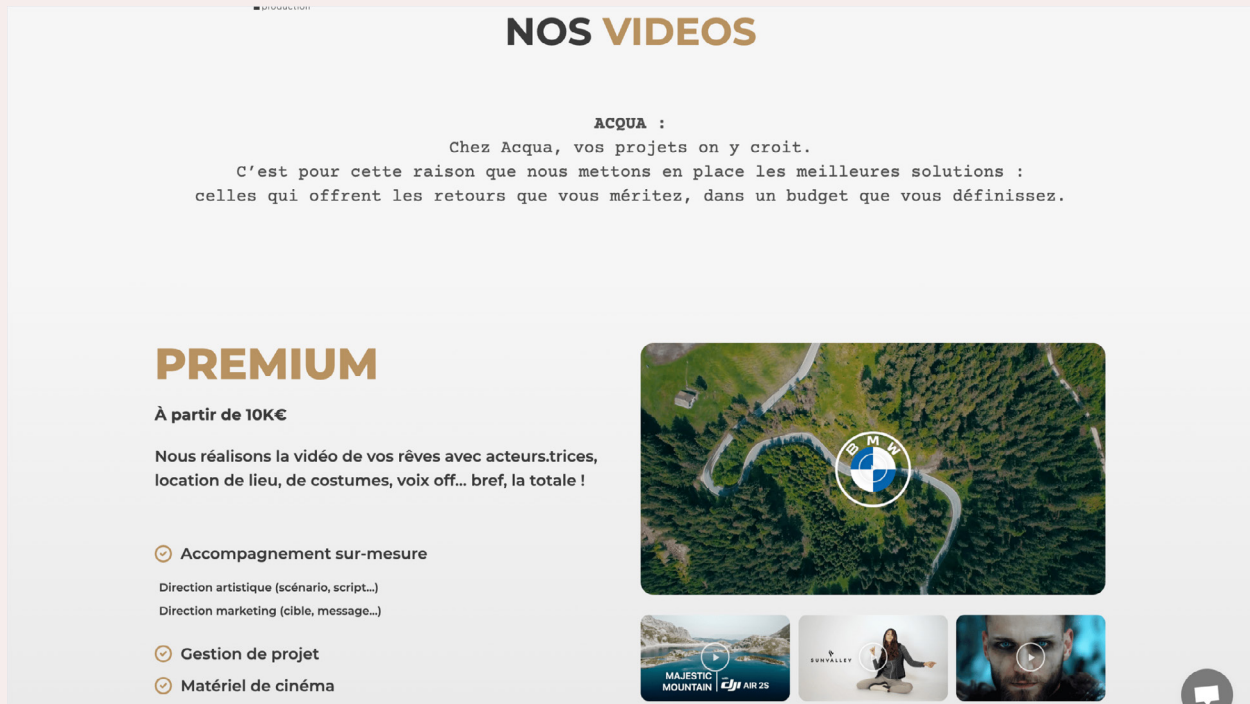 production
NOS VIDEOS
ACQUA :
Chez Acqua, vos projets on y croit.
C’est pour cette raison que nous mettons en place les meilleures solutions :
celles qui offrent les retours que vous méritez, dans un budget que vous définissez.
PREMIUM
À partir de 10K€
Nous réalisons la vidéo de vos rêves avec acteurs.trices,
location de lieu, de costumes, voix off... bref, la totale !
Accompagnement sur-mesure
Direction artistique (scénario, script...)
Direction marketing (cible, message...)
Gestion de projet
Matériel de cinéma
BMW
MAJESTIC
MOUNTAIN
dji AIR 2S
SUNVALLEY